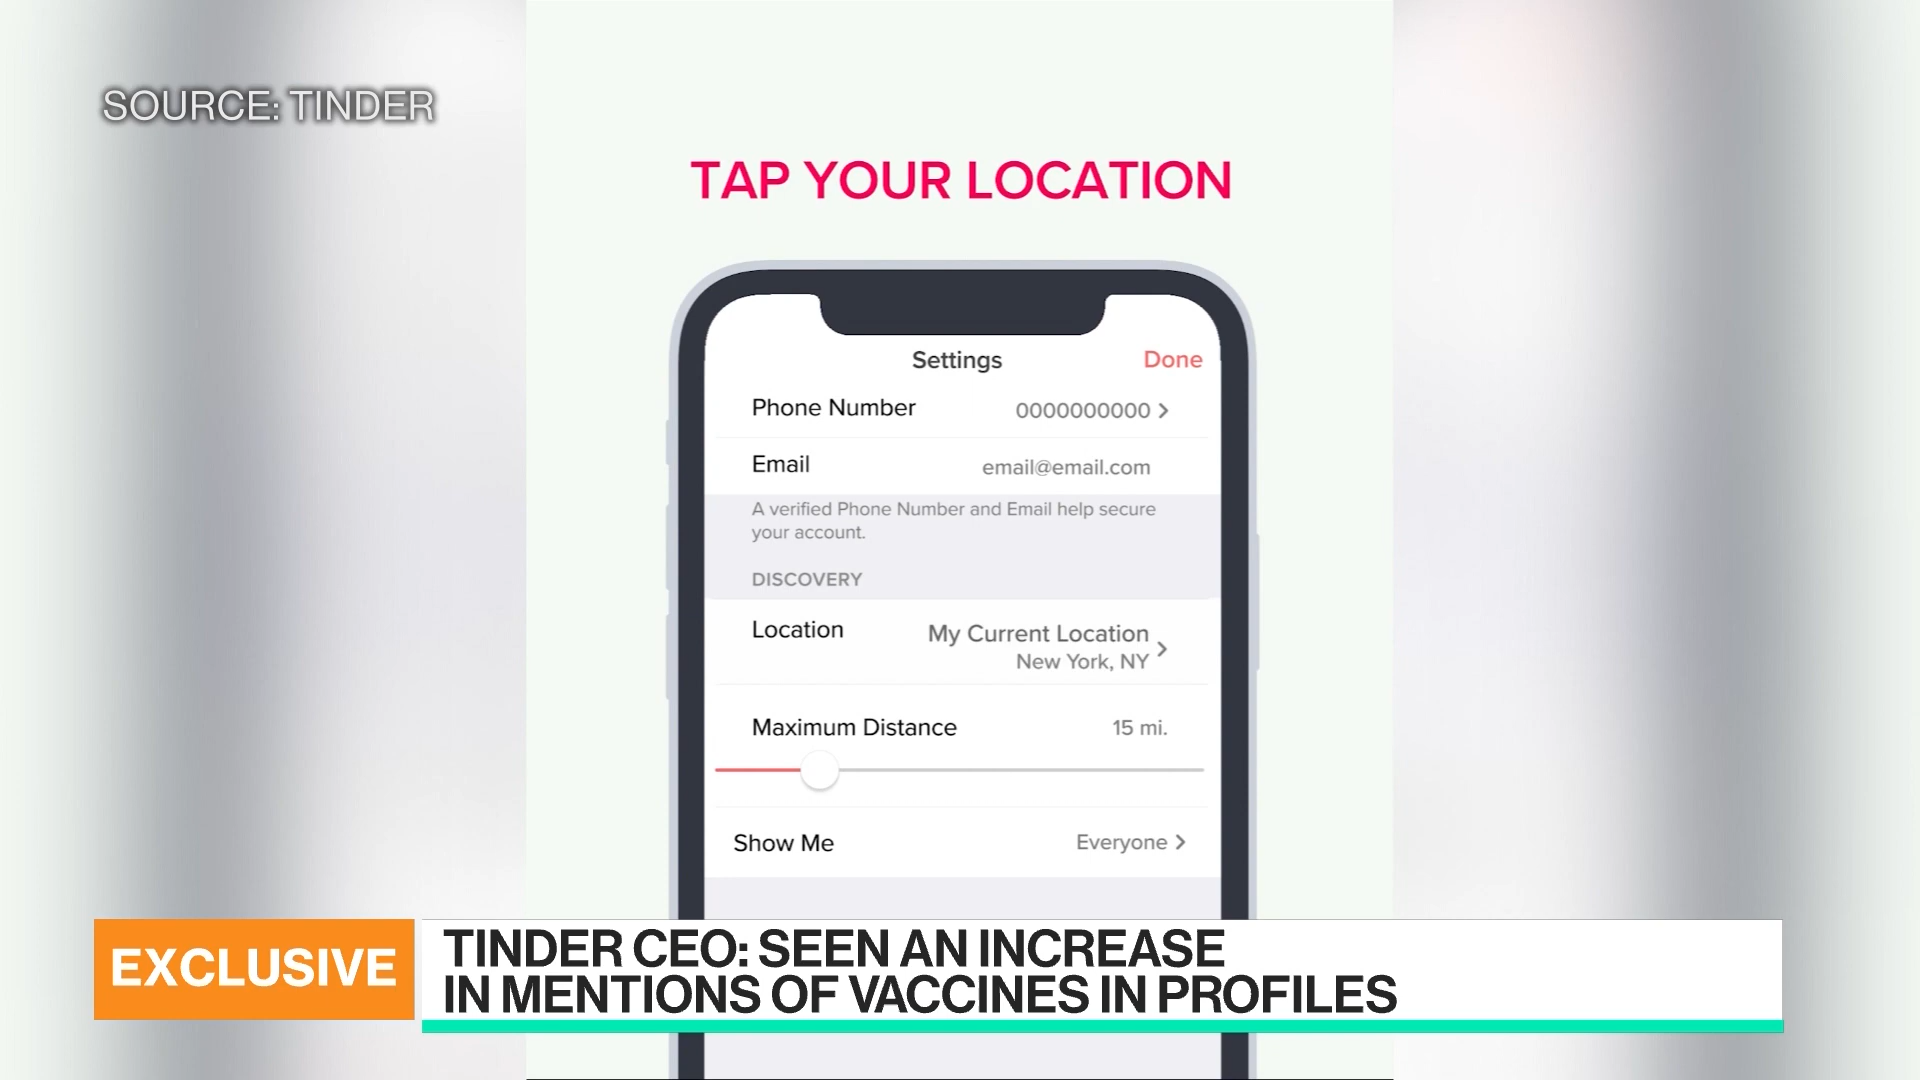 SOURCE: TINDER
TAP YOUR LOCATION
Settings Done
Phone Number 0000000000
Email email@email.com
A verified Phone Number and Email help secure
your account.
DISCOVERY
Location My Current Location
New York, NY
Maximum Distance 15 mi.
Show Me Everyone
EXCLUSIVE
TINDER CEO: SEEN AN INCREASE
IN MENTIONS OF VACCINES IN PROFILES